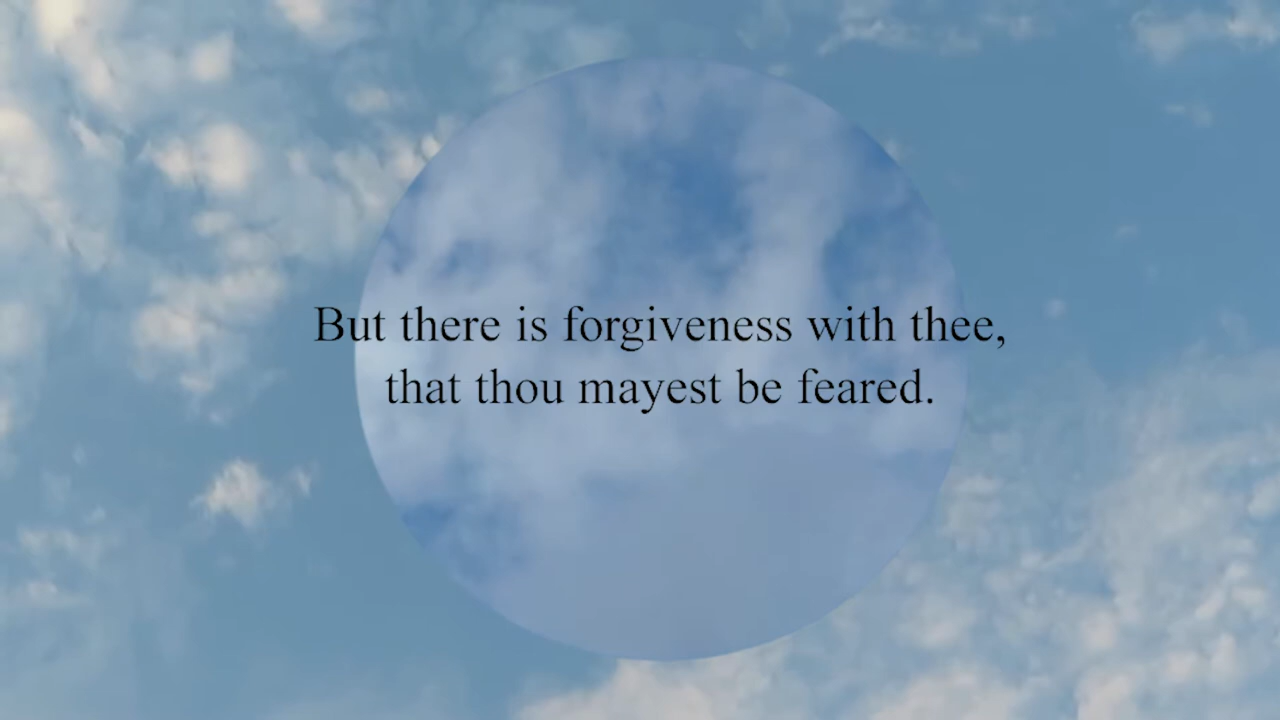 But there is forgiveness with thee,
that thou mayest be feared.